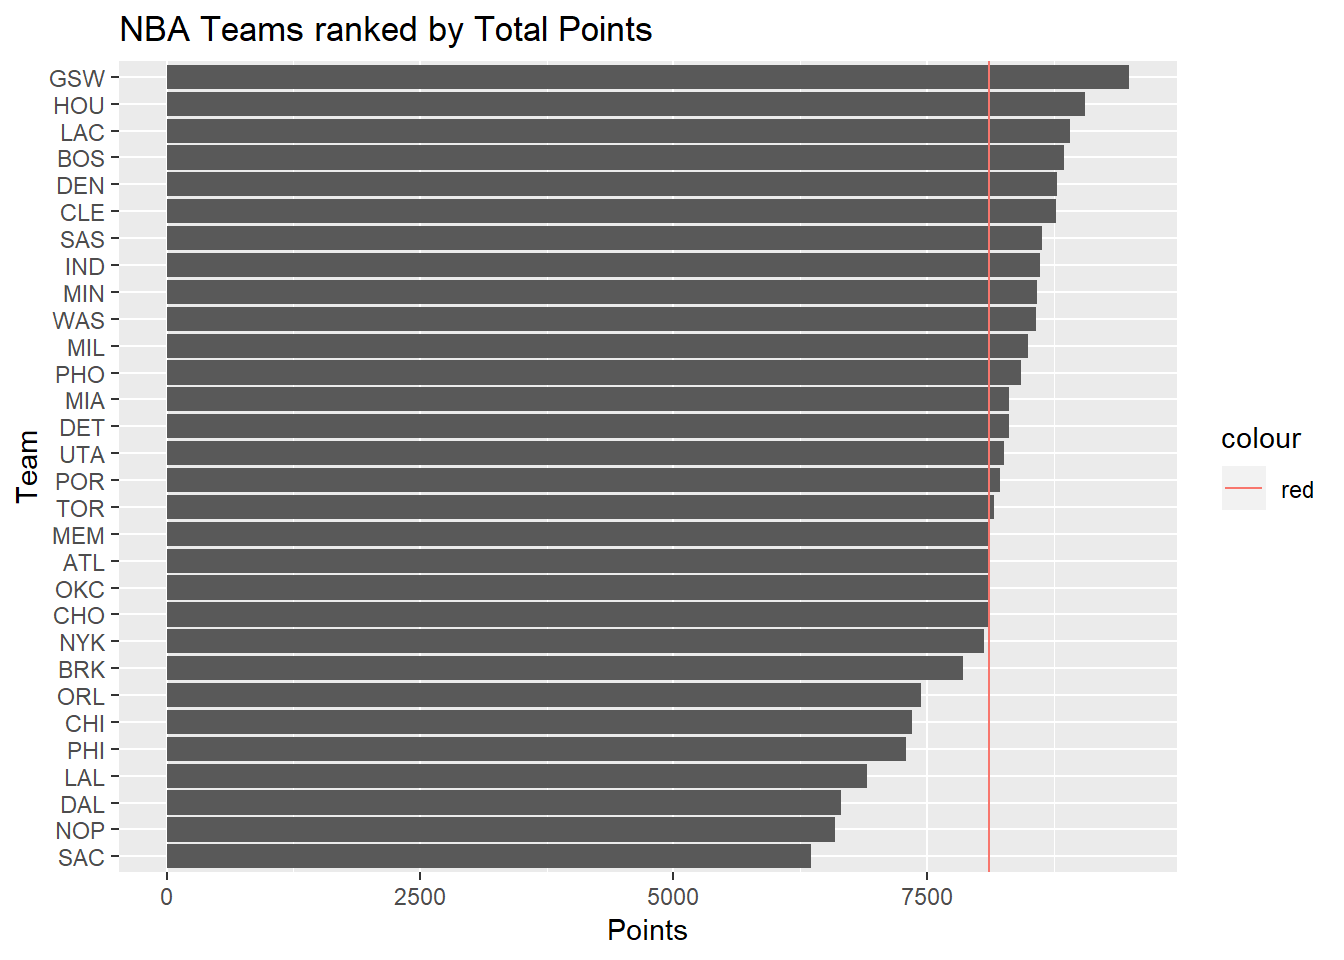 NBA Teams ranked by Total Points
GSW
HOU
LAC
BOS
DEN
CLE
SAS
IND
MIN
WAS
MIL
PHO
MIA
DET
UTA
POR
TOR
MEM
ATL
OKC
CHO
NYK
BRK
ORL
CHI
PHI
LAL
DAL
NOP
SAC
Team
0 2500 5000 7500
Points
colour
red